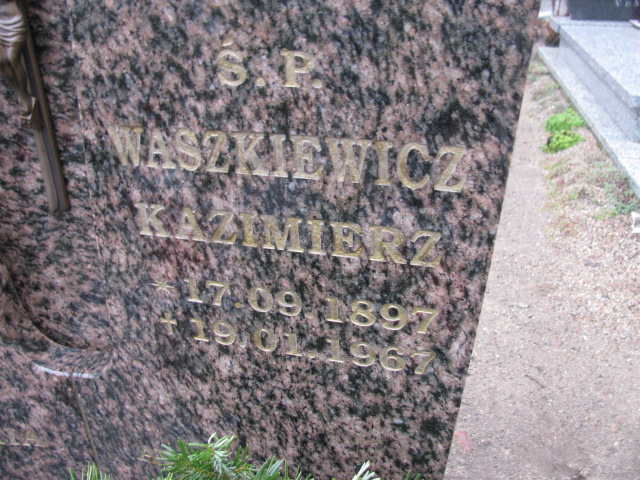 Ś.P.
WASZKIEWICZ
KAZIMIERZ
*17.09.1897
+19.01.1967